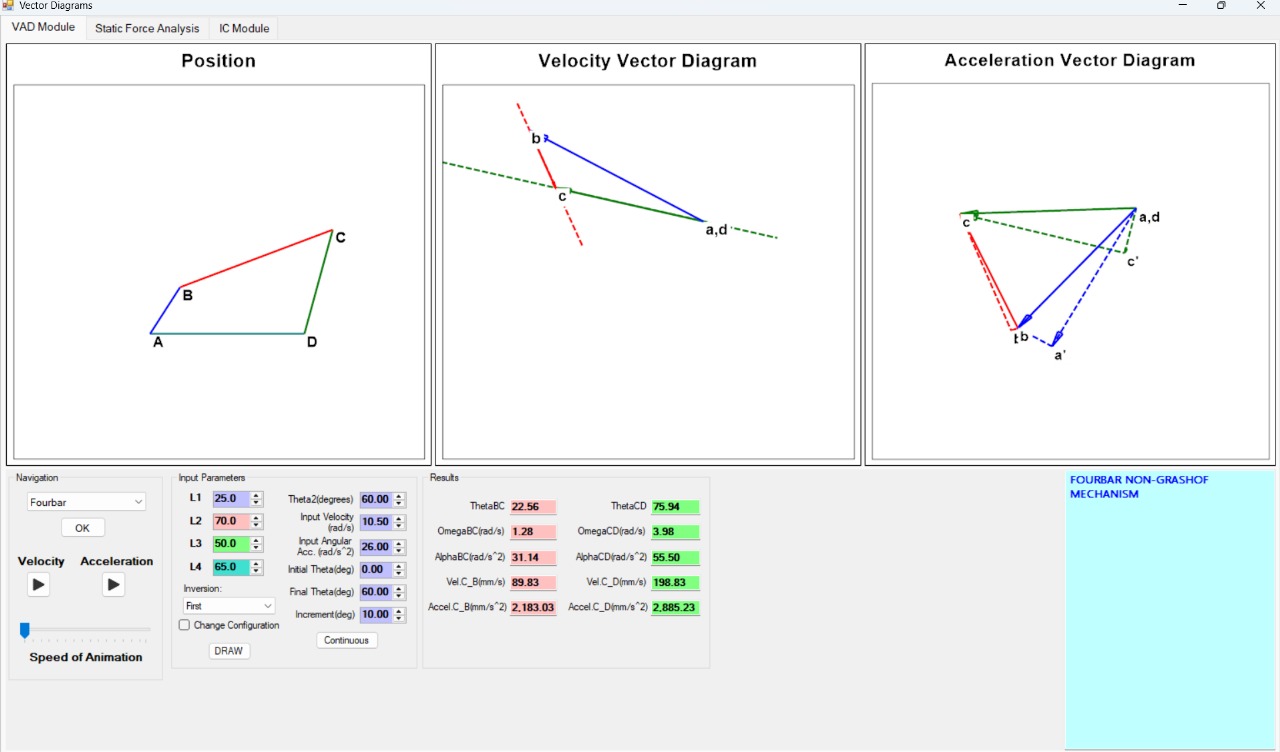 Vector Diagrams
VAD Module Static Force Analysis IC Module
Position
B
C
A
D
Velocity Vector Diagram
b
c
a,d
Acceleration Vector Diagram
c
a,d
c'
b
a'
Navigation
Fourbar
OK
Velocity Acceleration
Speed of Animation
Input Parameters
L1 25.0
L2 70.0
L3 50.0
L4 65.0
Inversion:
First
Change Configuration
DRAW
Theta2(degrees) 60.00
Input Velocity
(rad/s) 10.50
Input Angular
Acc. (rad/s^2) 26.00
Initial Theta(deg) 0.00
Final Theta(deg) 60.00
Increment(deg) 10.00
Continuous
Results
ThetaBC 22.56 ThetaCD 75.94
OmegaBC(rad/s) 1.28 OmegaCD(rad/s) 3.98
AlphaBC(rad/s^2) 31.14 AlphaCD(rad/s^2) 55.50
Vel.C_B(mm/s) 89.83 Vel.C_D(mm/s) 198.83
Accel.C_B(mm/s^2) 2,183.03 Accel.C_D(mm/s^2) 2,885.23
FOURBAR NON-GRASHOF
MECHANISM